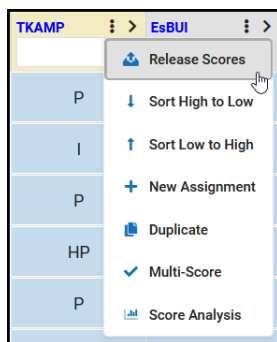 TKAMP EsBUI
Release Scores
P
Sort High to Low
I
Sort Low to High
P
New Assignment
Duplicate
HP
Multi-Score
P
Score Analysis